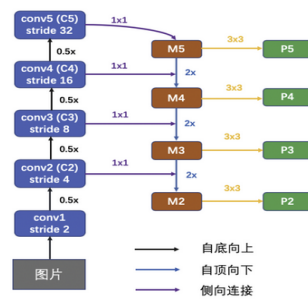 conv5 (C5)
stride 32
1x1
M5
3x3
P5
0.5x
2x
conv4 (C4)
stride 16
1x1
M4
3x3
P4
0.5x
2x
conv3 (C3)
stride 8
1x1
M3
3x3
P3
0.5x
2x
conv2 (C2)
stride 4
1x1
M2
3x3
P2
0.5x
conv1
stride 2
图片
自底向上
自顶向下
侧向连接